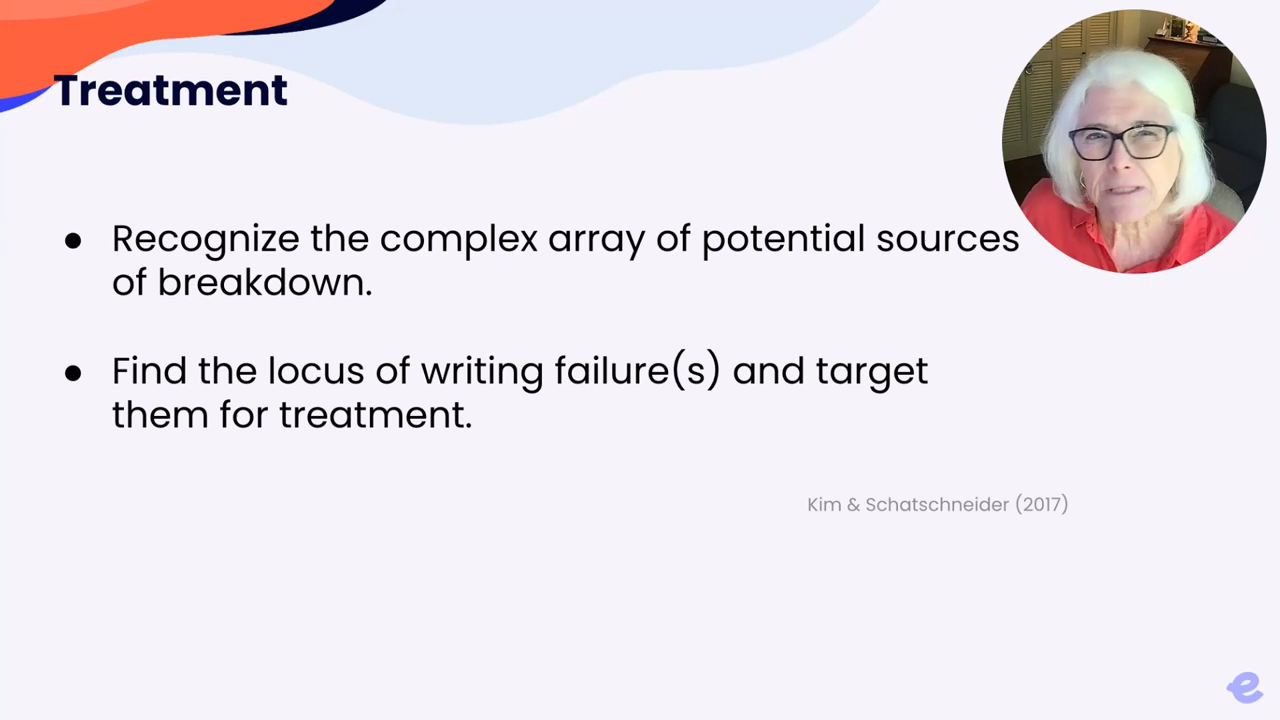 Treatment
● Recognize the complex array of potential sources
of breakdown.
● Find the locus of writing failure(s) and target
them for treatment.
Kim & Schatschneider (2017)
e